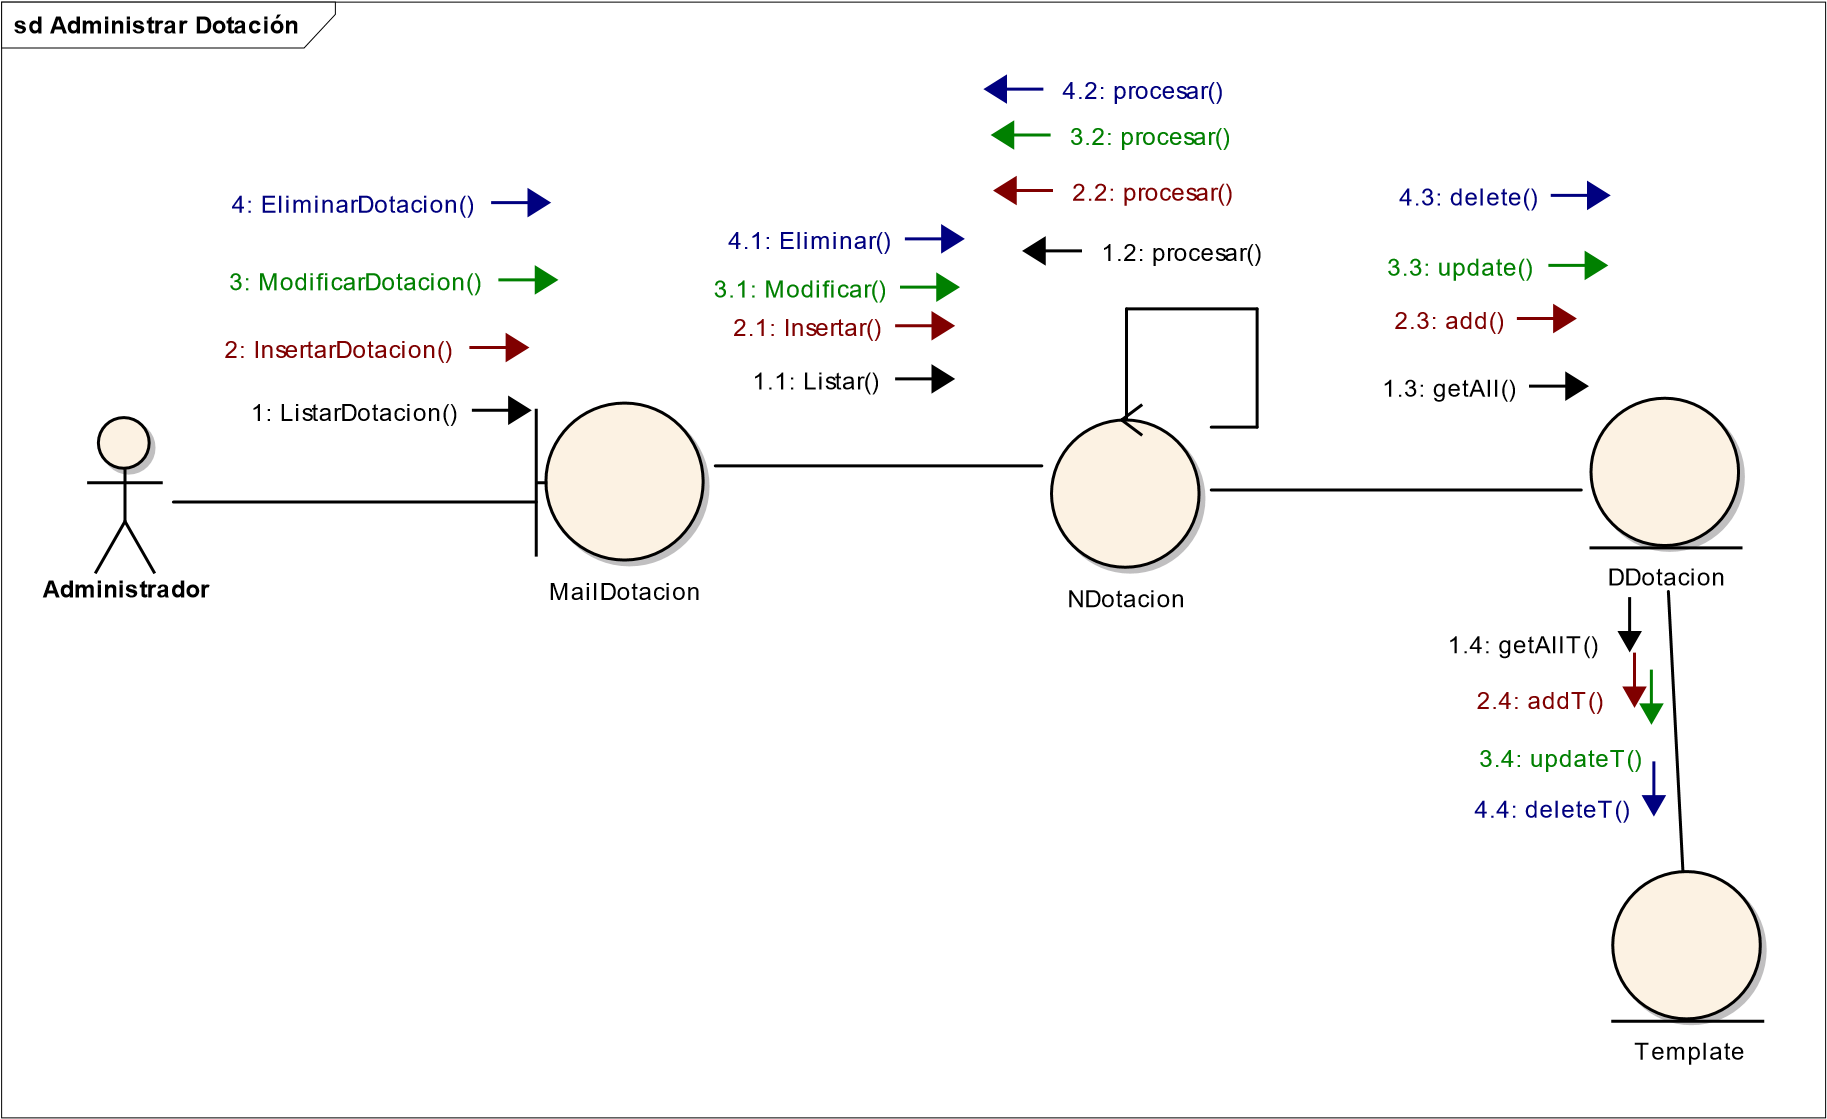 sd Administrar Dotación
4.2: procesar()
3.2: procesar()
2.2: procesar()
1.2: procesar()
4: EliminarDotacion()
3: ModificarDotacion()
2: InsertarDotacion()
1: ListarDotacion()
4.1: Eliminar()
3.1: Modificar()
2.1: Insertar()
1.1: Listar()
4.3: delete()
3.3: update()
2.3: add()
1.3: getAll()
Administrador
MailDotacion
NDotacion
DDotacion
1.4: getAllT()
2.4: addT()
3.4: updateT()
4.4: deleteT()
Template